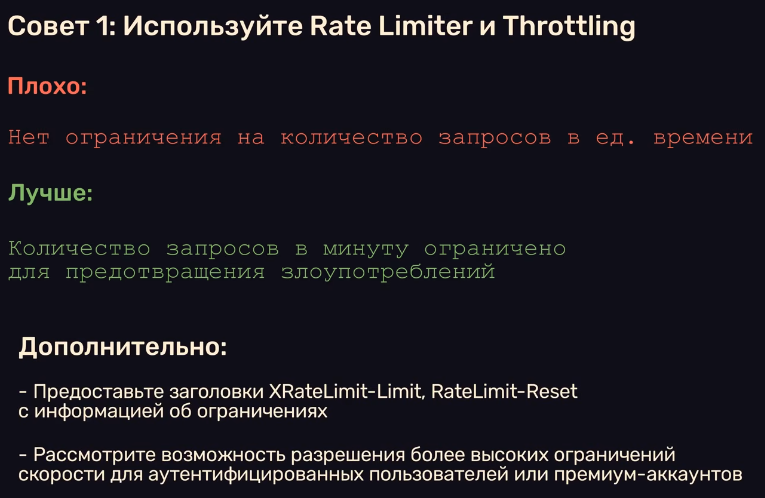 Совет 1: Используйте Rate Limiter и Throttling
Плохо:
Нет ограничения на количество запросов в ед. времени
Лучше:
Количество запросов в минуту ограничено
для предотвращения злоупотреблений
Дополнительно:
- Предоставьте заголовки XRateLimit-Limit, RateLimit-Reset
с информацией об ограничениях
- Рассмотрите возможность разрешения более высоких ограничений
скорости для аутентифицированных пользователей или премиум-аккаунтов